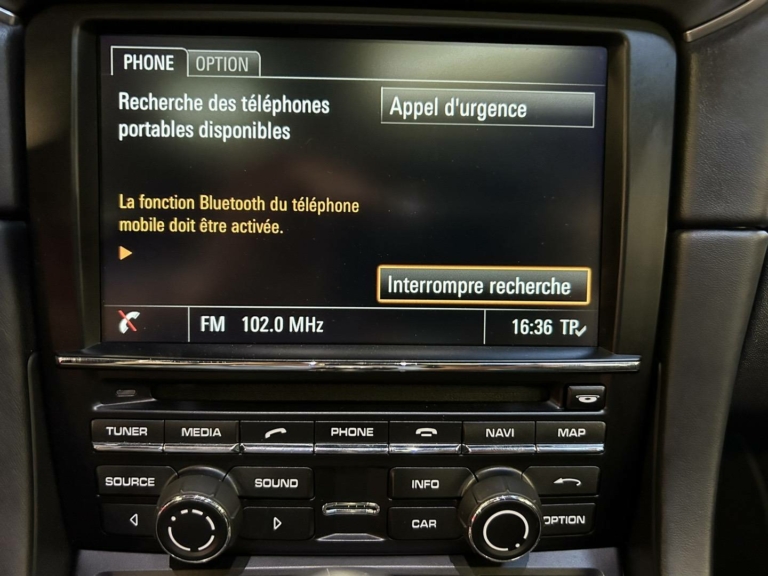 PHONE OPTION
Recherche des téléphones
portables disponibles
Appel d'urgence
La fonction Bluetooth du téléphone
mobile doit être activée.
Interrompre recherche
FM 102.0 MHz 16:36 TP
TUNER MEDIA PHONE NAVI MAP
SOURCE SOUND INFO
CAR OPTION